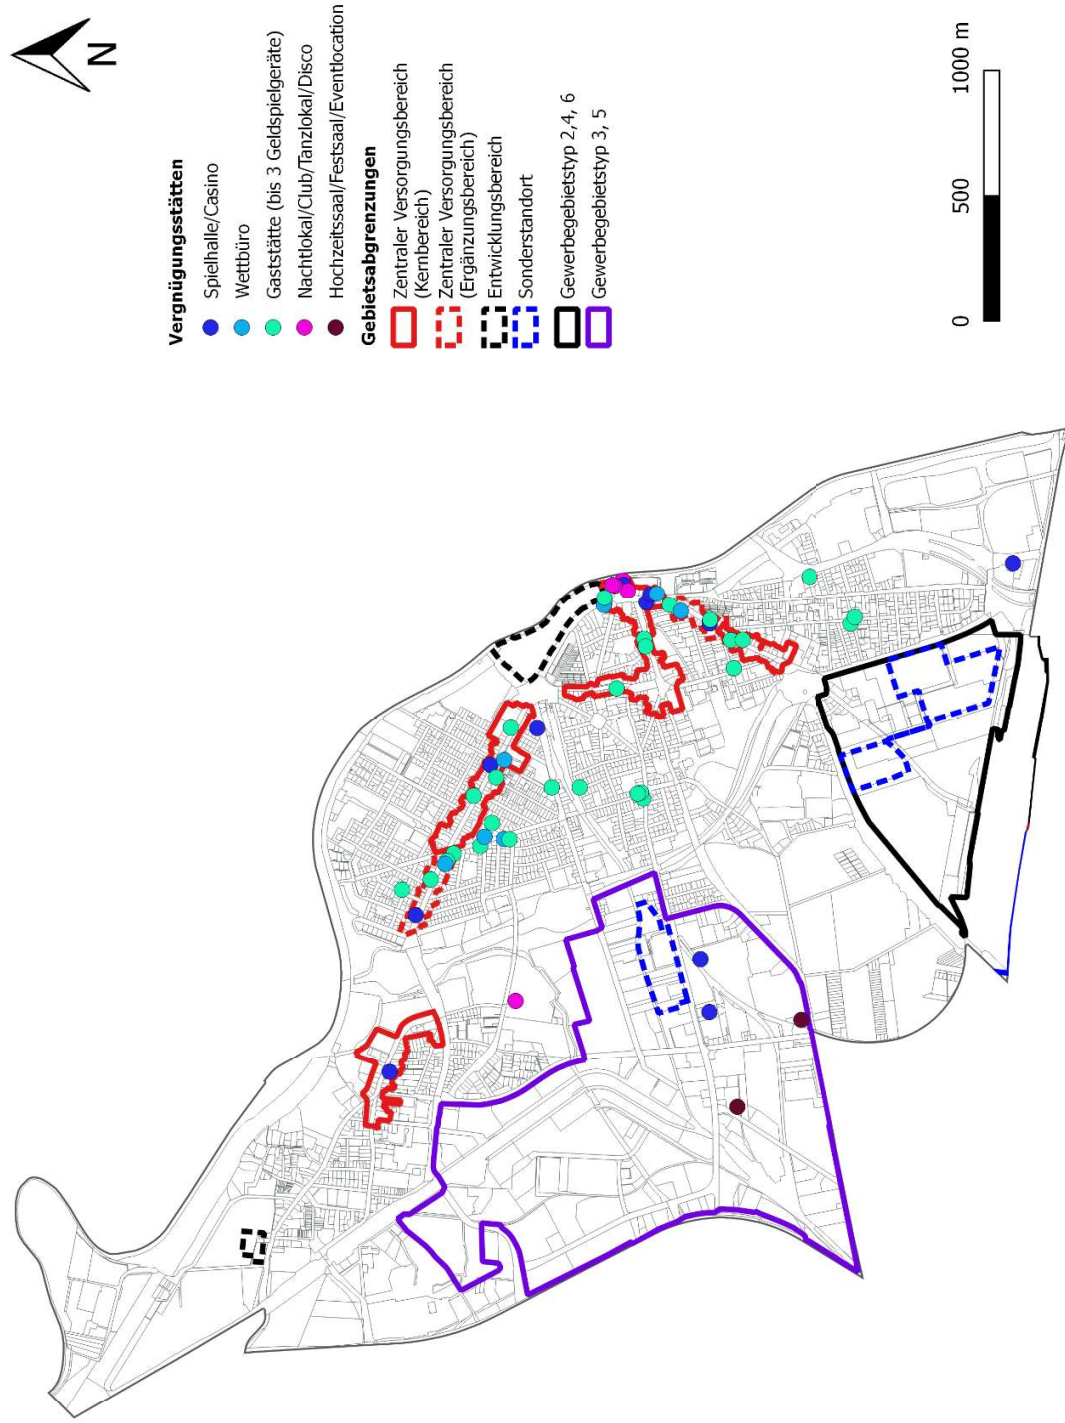 N
Vergnügungsstätten
Spielhalle/Casino
Wettbüro
Gaststätte (bis 3 Geldspielgeräte)
Nachtlokal/Club/Tanzlokal/Disco
Hochzeitssaal/Festsaal/Eventlocation
Gebietsabgrenzungen
Zentraler Versorgungsbereich
(Kernbereich)
Zentraler Versorgungsbereich
(Ergänzungsbereich)
Entwicklungsbereich
Sonderstandort
Gewerbegebietstyp 2,4, 6
Gewerbegebietstyp 3, 5
0 500 1000 m